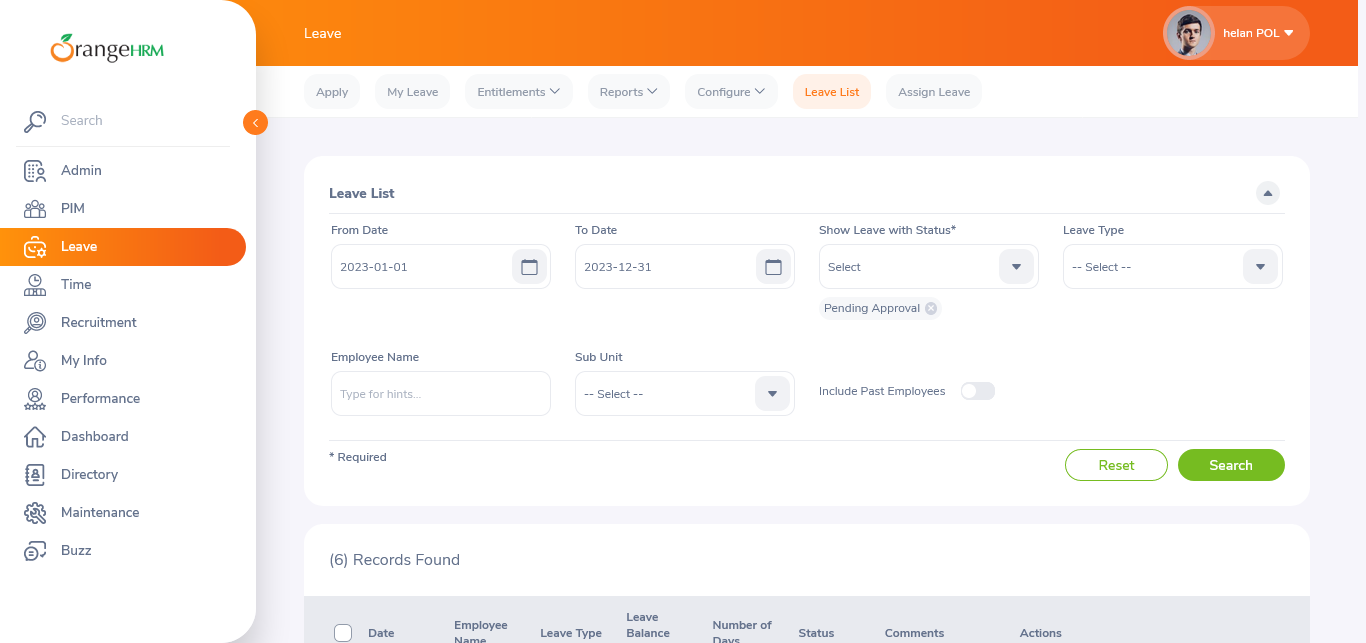 OrangeHRM
Leave
helan POL
Apply
My Leave
Entitlements
Reports
Configure
Leave List
Assign Leave
Search
Admin
PIM
Leave
Time
Recruitment
My Info
Performance
Dashboard
Directory
Maintenance
Buzz
Leave List
From Date
To Date
Show Leave with Status*
Leave Type
2023-01-01
2023-12-31
Select
-- Select --
Pending Approval
Employee Name
Sub Unit
Type for hints...
-- Select --
Include Past Employees
* Required
Reset
Search
(6) Records Found
Date
Employee
Name
Leave Type
Leave
Balance
Number of
Days
Status
Comments
Actions